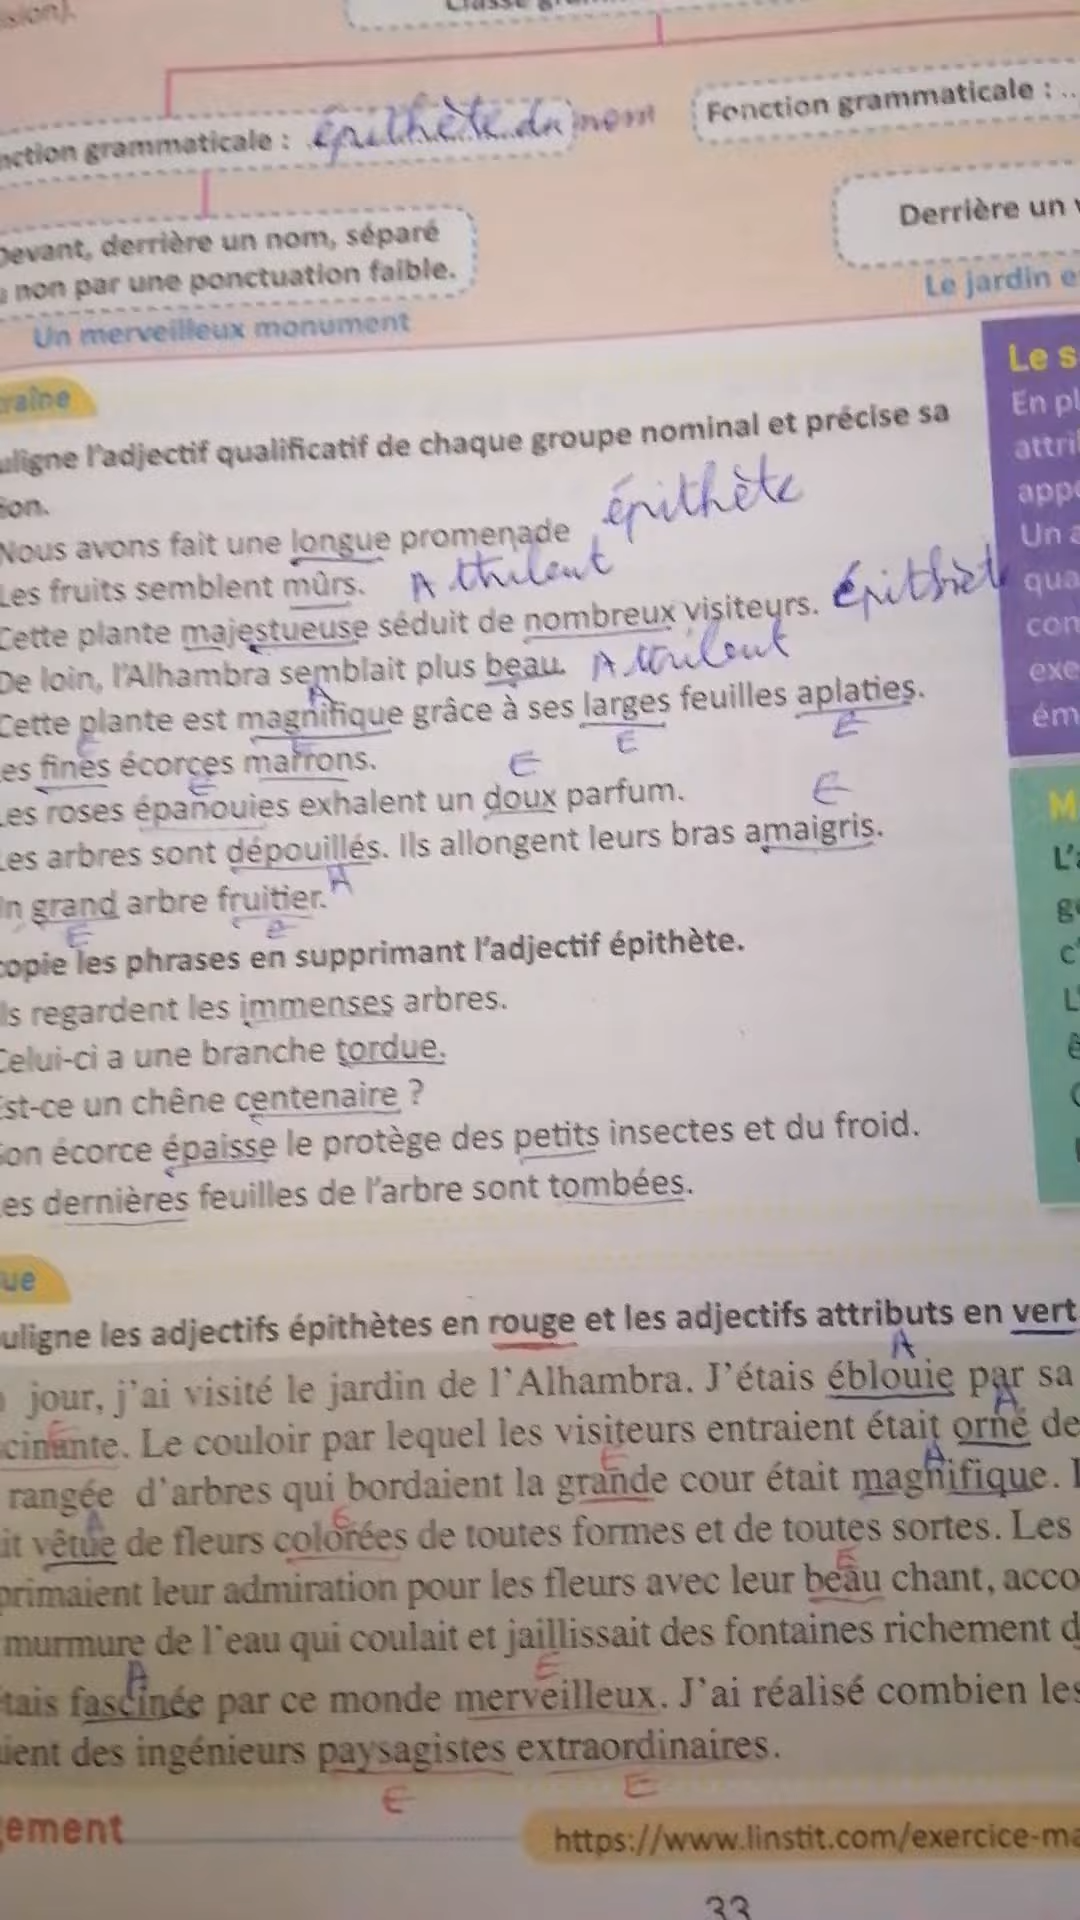 sion).
nction grammaticale : épithète du nom
Fonction grammaticale : ..
Devant, derrière un nom, séparé
non par une ponctuation faible.
Un merveilleux monument
Derrière un
Le jardin e
raîne
uligne l'adjectif qualificatif de chaque groupe nominal et précise sa
ion.
Nous avons fait une longue promenade épithète
Les fruits semblent mûrs. Attribut
Cette plante majestueuse séduit de nombreux visiteurs. Épithèt
De loin, l'Alhambra semblait plus beau. Attribut
A
Cette plante est magnifique grâce à ses larges feuilles aplaties.
E E E
es fines écorces marrons.
E E
Les roses épanouies exhalent un doux parfum.
E
Les arbres sont dépouillés. Ils allongent leurs bras amaigris.
A
n grand arbre fruitier.
E e
copie les phrases en supprimant l'adjectif épithète.
ls regardent les immenses arbres.
Celui-ci a une branche tordue.
Est-ce un chêne centenaire ?
Son écorce épaisse le protège des petits insectes et du froid.
es dernières feuilles de l'arbre sont tombées.
Le s
En pl
attri
app
Un a
qua
con
exe
ém
M
L'a
g
c'
L'
ue
uligne les adjectifs épithètes en rouge et les adjectifs attributs en vert
A
jour, j'ai visité le jardin de l'Alhambra. J'étais éblouie par sa
E A
cinante. Le couloir par lequel les visiteurs entraient était orné de
E A
rangée d'arbres qui bordaient la grande cour était magnifique. L
A E
it vêtue de fleurs colorées de toutes formes et de toutes sortes. Les
E
primaient leur admiration pour les fleurs avec leur beau chant, acco
murmure de l'eau qui coulait et jaillissait des fontaines richement d
A E
tais fascinée par ce monde merveilleux. J'ai réalisé combien les
ient des ingénieurs paysagistes extraordinaires.
E E
gement
https://www.linstit.com/exercice-ma
33